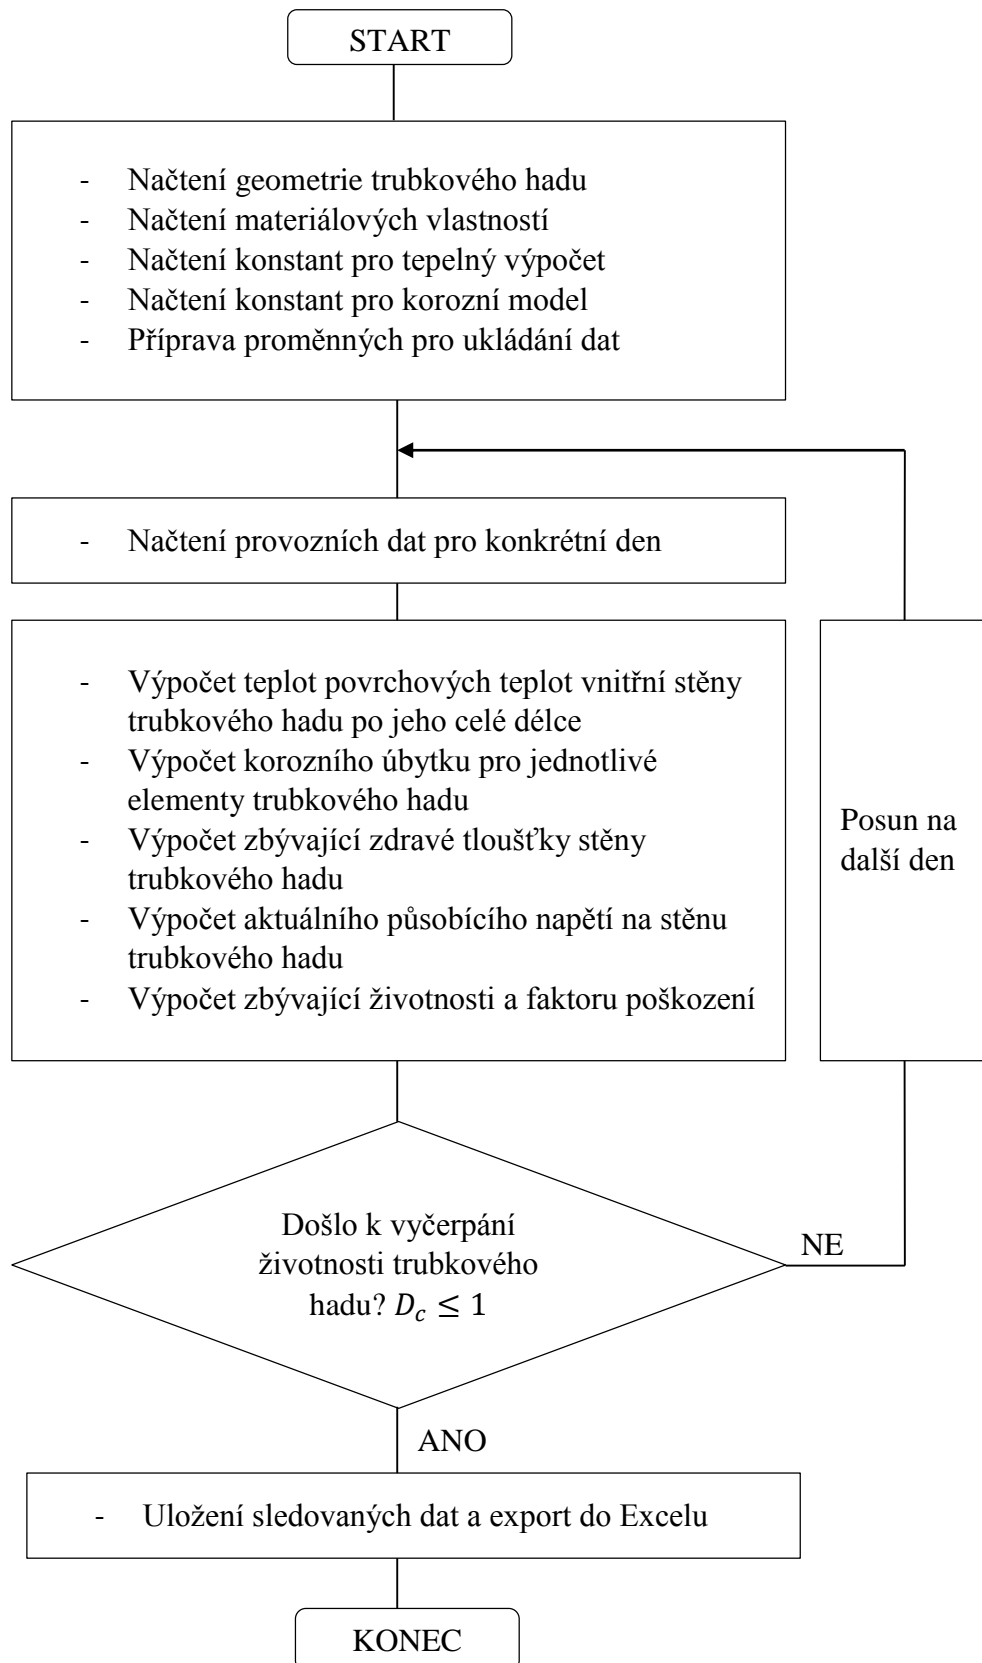 START
- Načtení geometrie trubkového hadu
- Načtení materiálových vlastností
- Načtení konstant pro tepelný výpočet
- Načtení konstant pro korozní model
- Příprava proměnných pro ukládání dat
- Načtení provozních dat pro konkrétní den
- Výpočet teplot povrchových teplot vnitřní stěny
trubkového hadu po jeho celé délce
- Výpočet korozního úbytku pro jednotlivé
elementy trubkového hadu
- Výpočet zbývající zdravé tloušťky stěny
trubkového hadu
- Výpočet aktuálního působícího napětí na stěnu
trubkového hadu
- Výpočet zbývající životnosti a faktoru poškození
Posun na
další den
Došlo k vyčerpání
životnosti trubkového
hadu? D_c ≤ 1
NE
ANO
- Uložení sledovaných dat a export do Excelu
KONEC